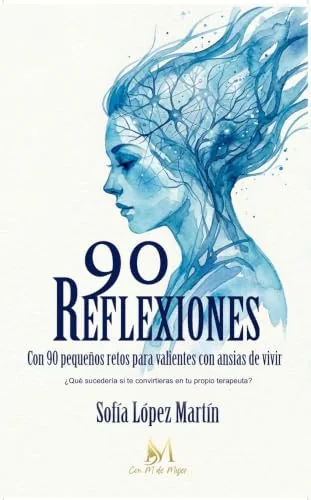 90
REFLEXIONES
Con 90 pequeños retos para valientes con ansias de vivir
¿Qué sucedería si te convirtieras en tu propio terapeuta?
Sofía López Martín
M
Con M de Mujer